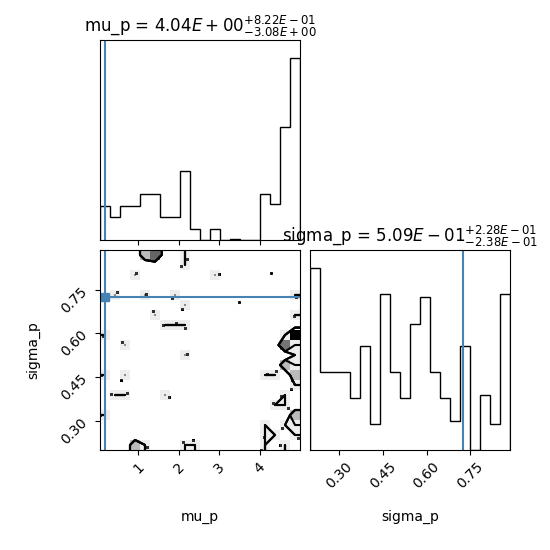 mu_p = 4.04E + 00+8.22E−01−3.08E+00
sigma_p = 5.09E − 01+2.28E−01−2.38E−01
0.75
0.60
0.45
0.30
sigma_p
1 2 3 4
0.30 0.45 0.60 0.75
mu_p
sigma_p